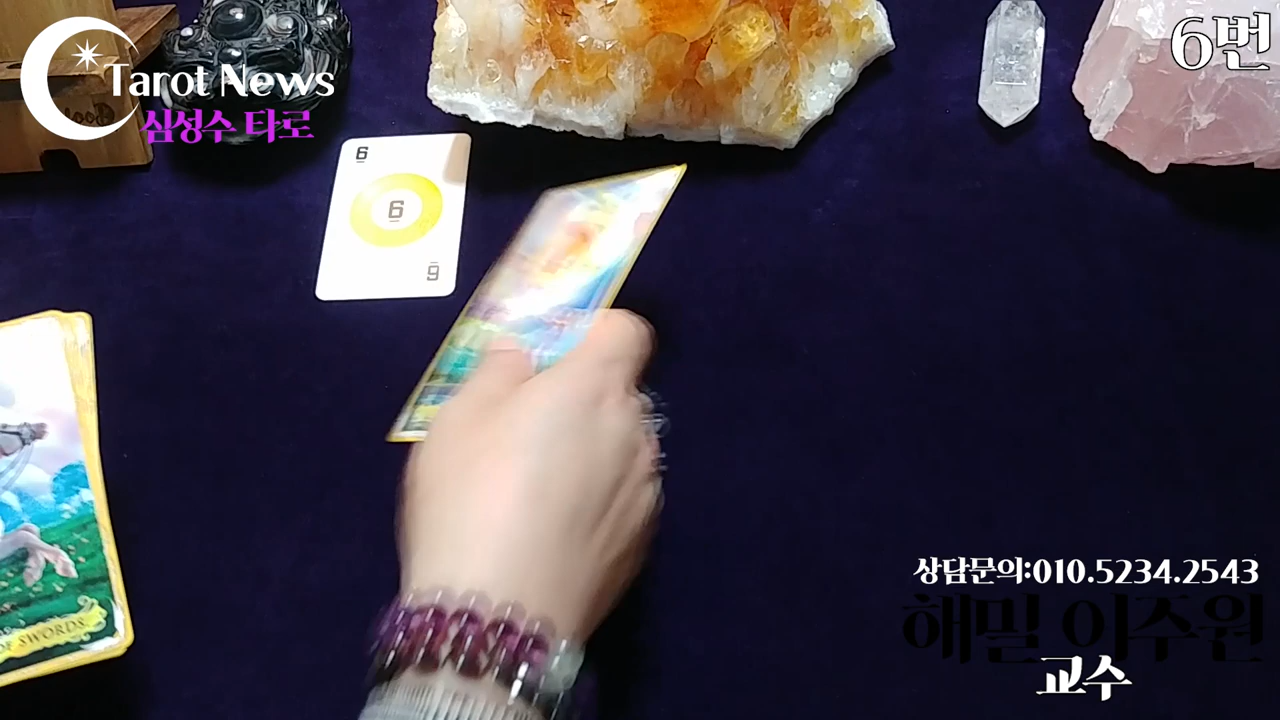 6번
Tarot News
심성수 타로
6
6
6
OF SWORDS
상담문의:010.5234.2543
해밀 이주원
교수